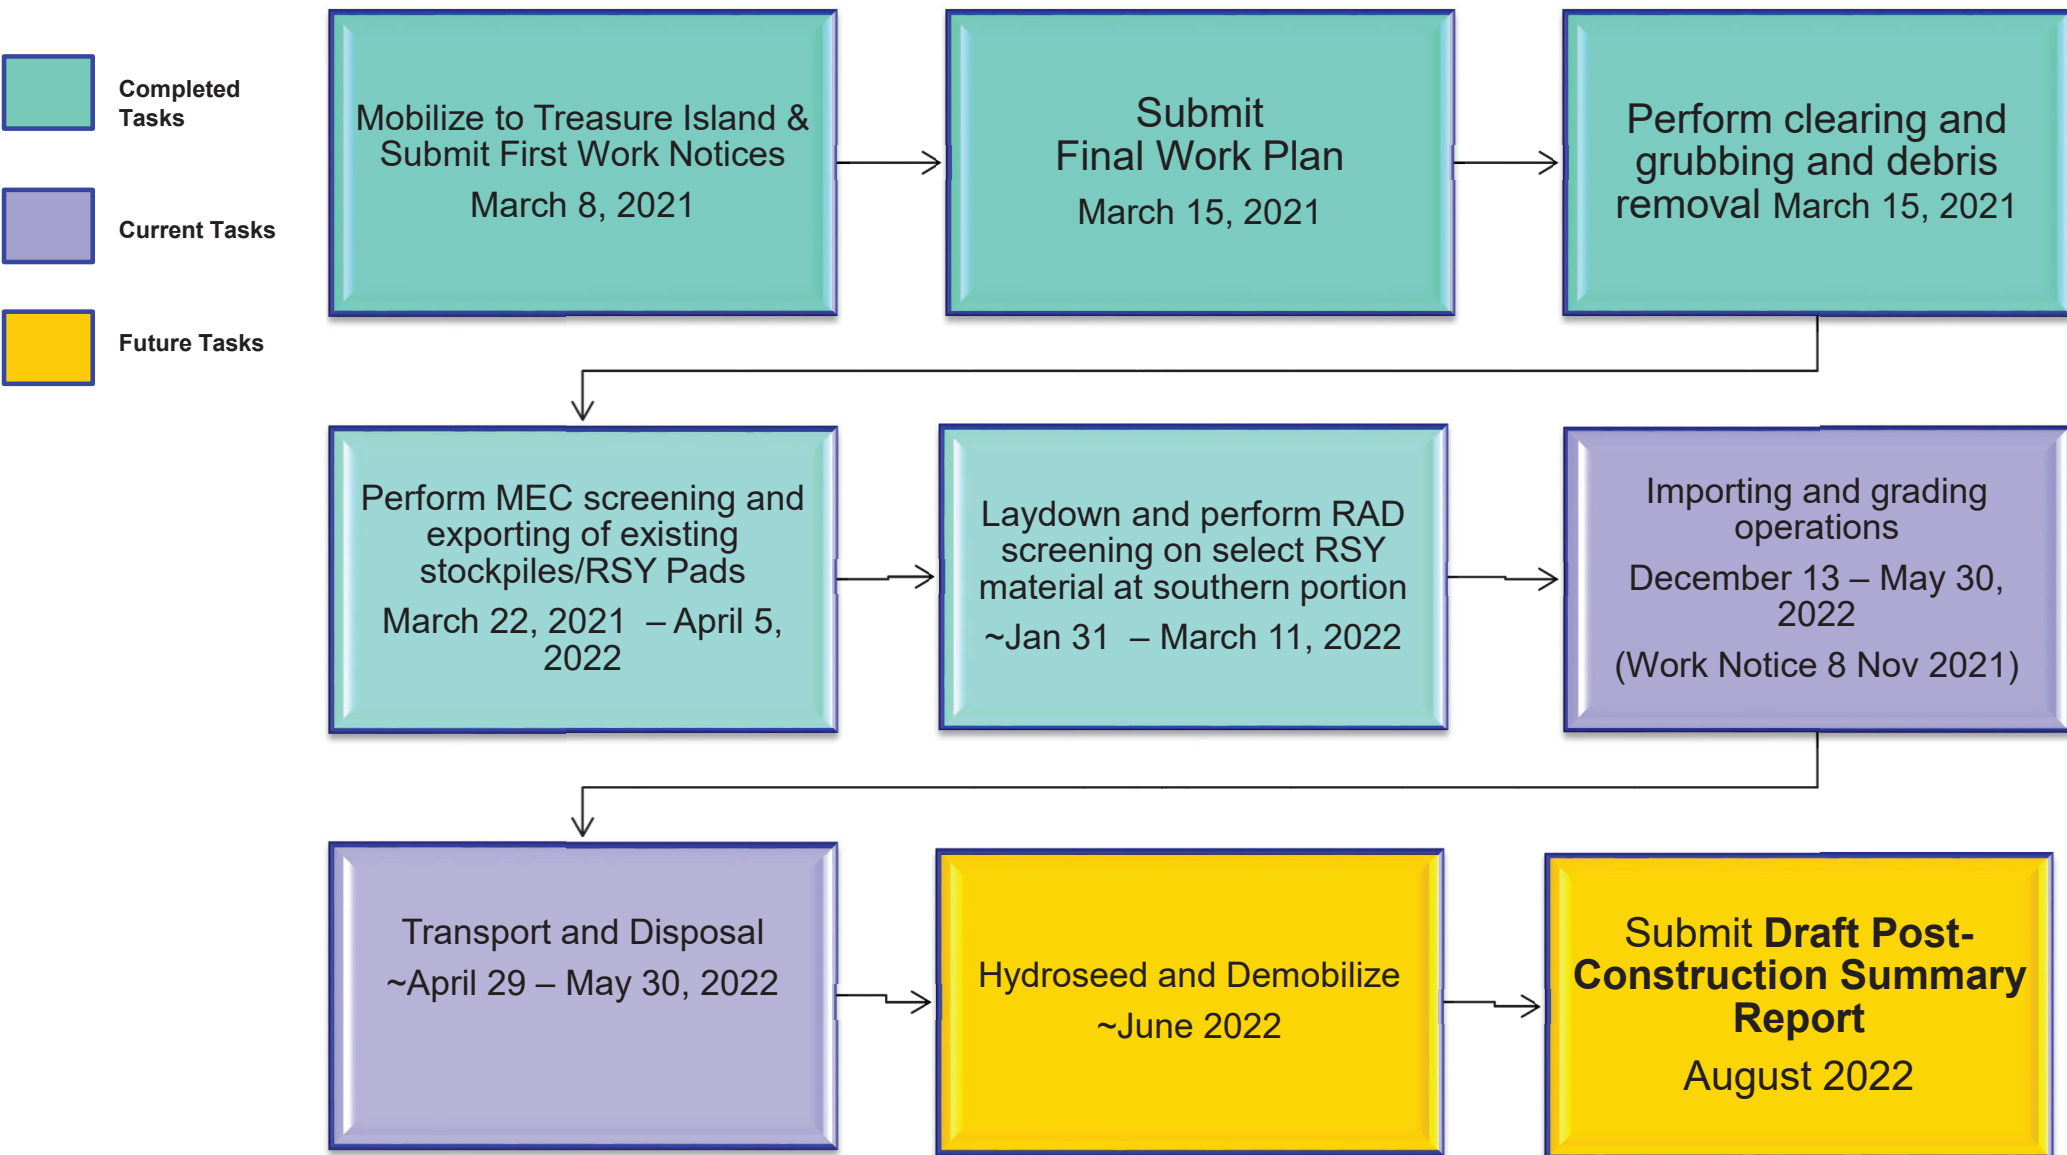 Completed
Tasks
Current Tasks
Future Tasks
Mobilize to Treasure Island &
Submit First Work Notices
March 8, 2021
Submit
Final Work Plan
March 15, 2021
Perform clearing and
grubbing and debris
removal March 15, 2021
Perform MEC screening and
exporting of existing
stockpiles/RSY Pads
March 22, 2021 – April 5,
2022
Laydown and perform RAD
screening on select RSY
material at southern portion
~Jan 31 – March 11, 2022
Importing and grading
operations
December 13 – May 30,
2022
(Work Notice 8 Nov 2021)
Transport and Disposal
~April 29 – May 30, 2022
Hydroseed and Demobilize
~June 2022
Submit Draft Post-
Construction Summary
Report
August 2022